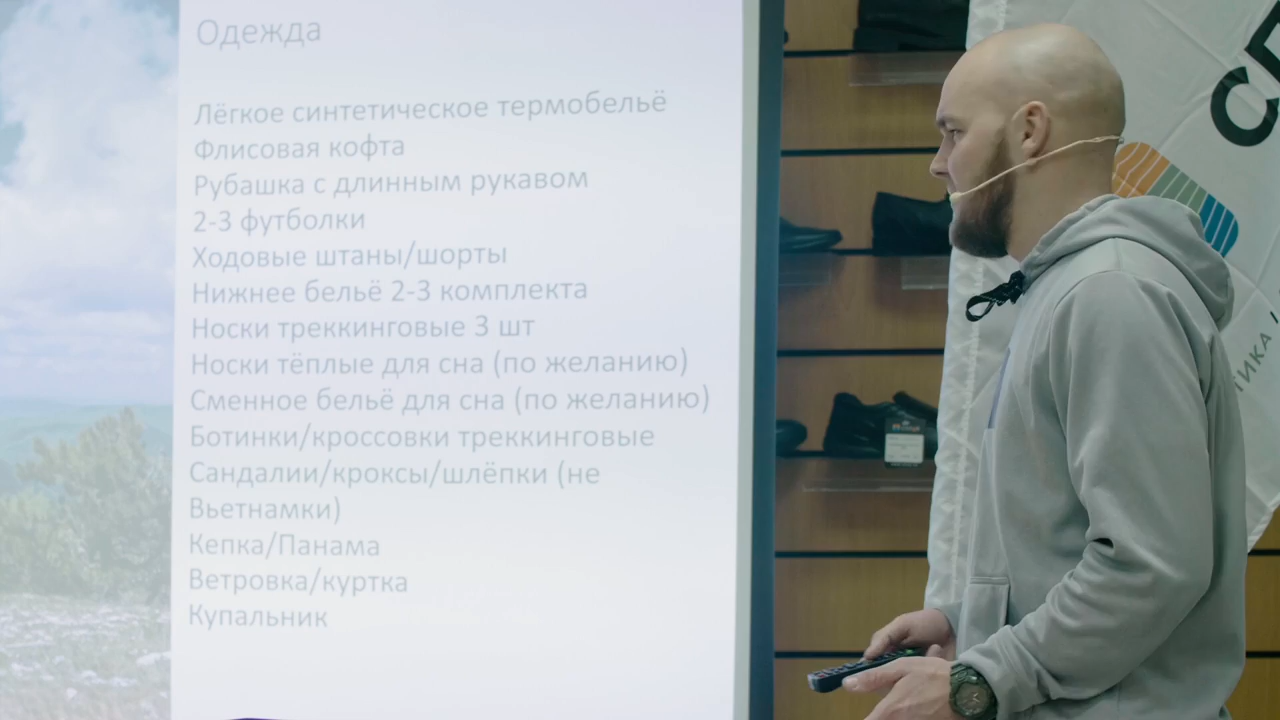 Одежда
Лёгкое синтетическое термобельё
Флисовая кофта
Рубашка с длинным рукавом
2-3 футболки
Ходовые штаны/шорты
Нижнее бельё 2-3 комплекта
Носки треккинговые 3 шт
Носки тёплые для сна (по желанию)
Сменное бельё для сна (по желанию)
Ботинки/кроссовки треккинговые
Сандалии/кроксы/шлёпки (не
Вьетнамки)
Кепка/Панама
Ветровка/куртка
Купальник